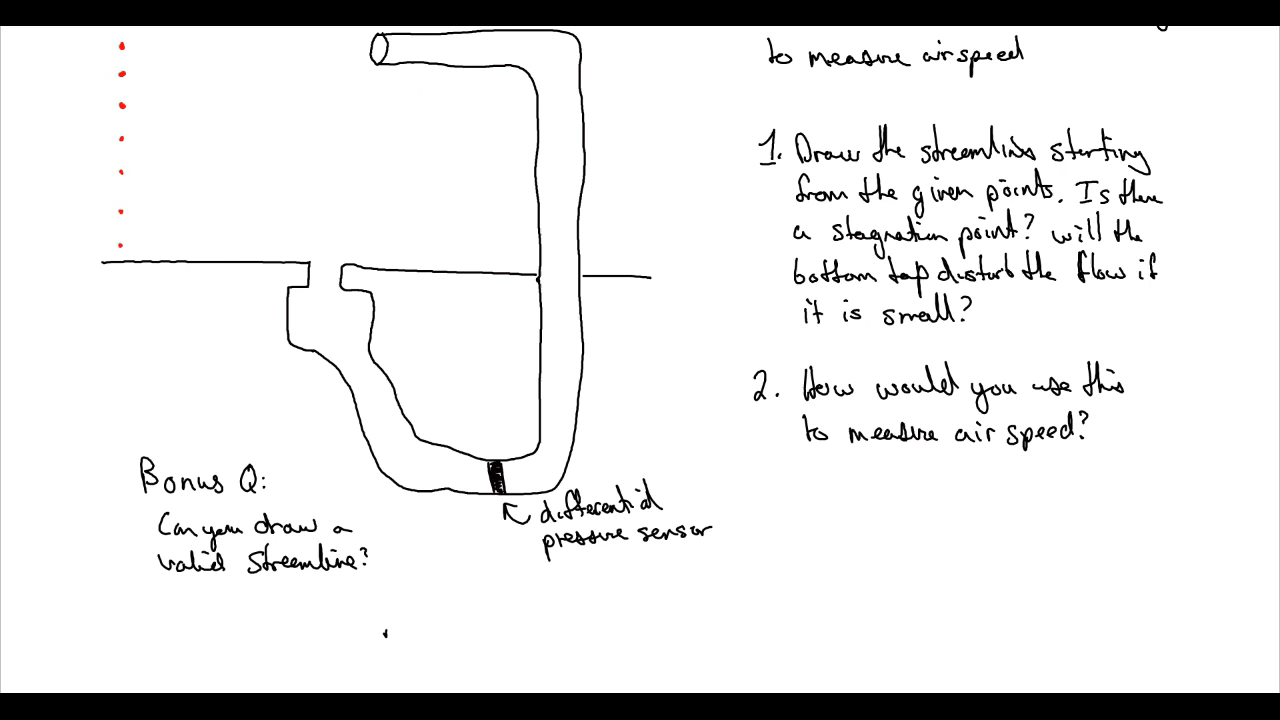 to measure airspeed
1. Draw the streamlines starting
from the given points. Is there
a stagnation point? will the
bottom tap disturb the flow if
it is small?
2. How would you use this
to measure air speed?
Bonus Q:
Can you draw a
valid streamline?
differential
pressure sensor